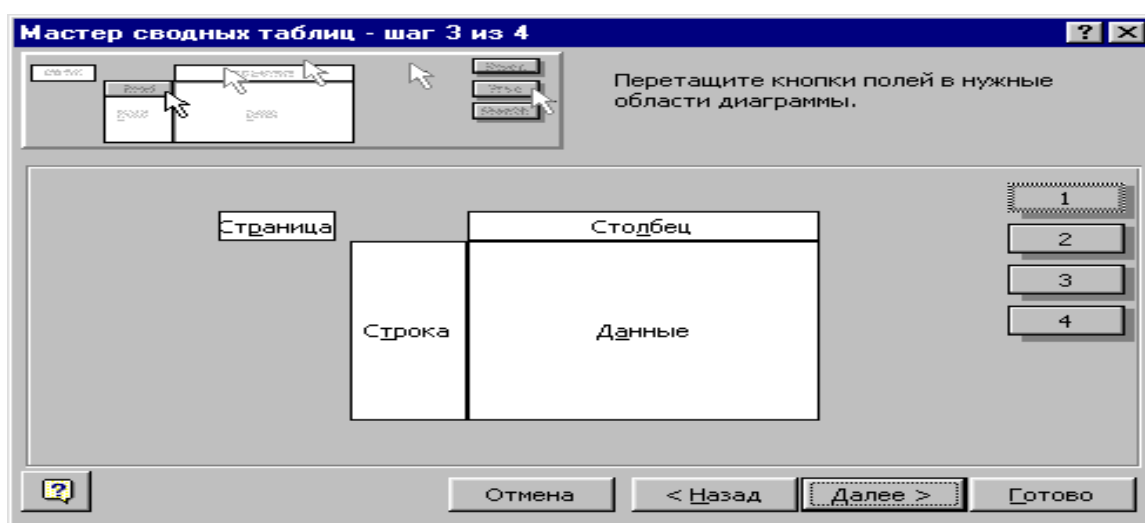 Мастер сводных таблиц - шаг 3 из 4
Перетащите кнопки полей в нужные
области диаграммы.
Страница
Столбец
Строка
Данные
1
2
3
4
Отмена
< Назад
Далее >
Готово